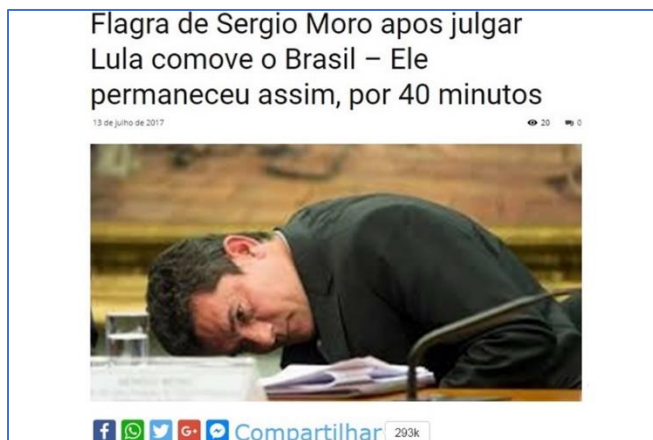 Flagra de Sergio Moro apos julgar
Lula comove o Brasil – Ele
permaneceu assim, por 40 minutos
13 de julho de 2017 20 0
Compartilhar 293k